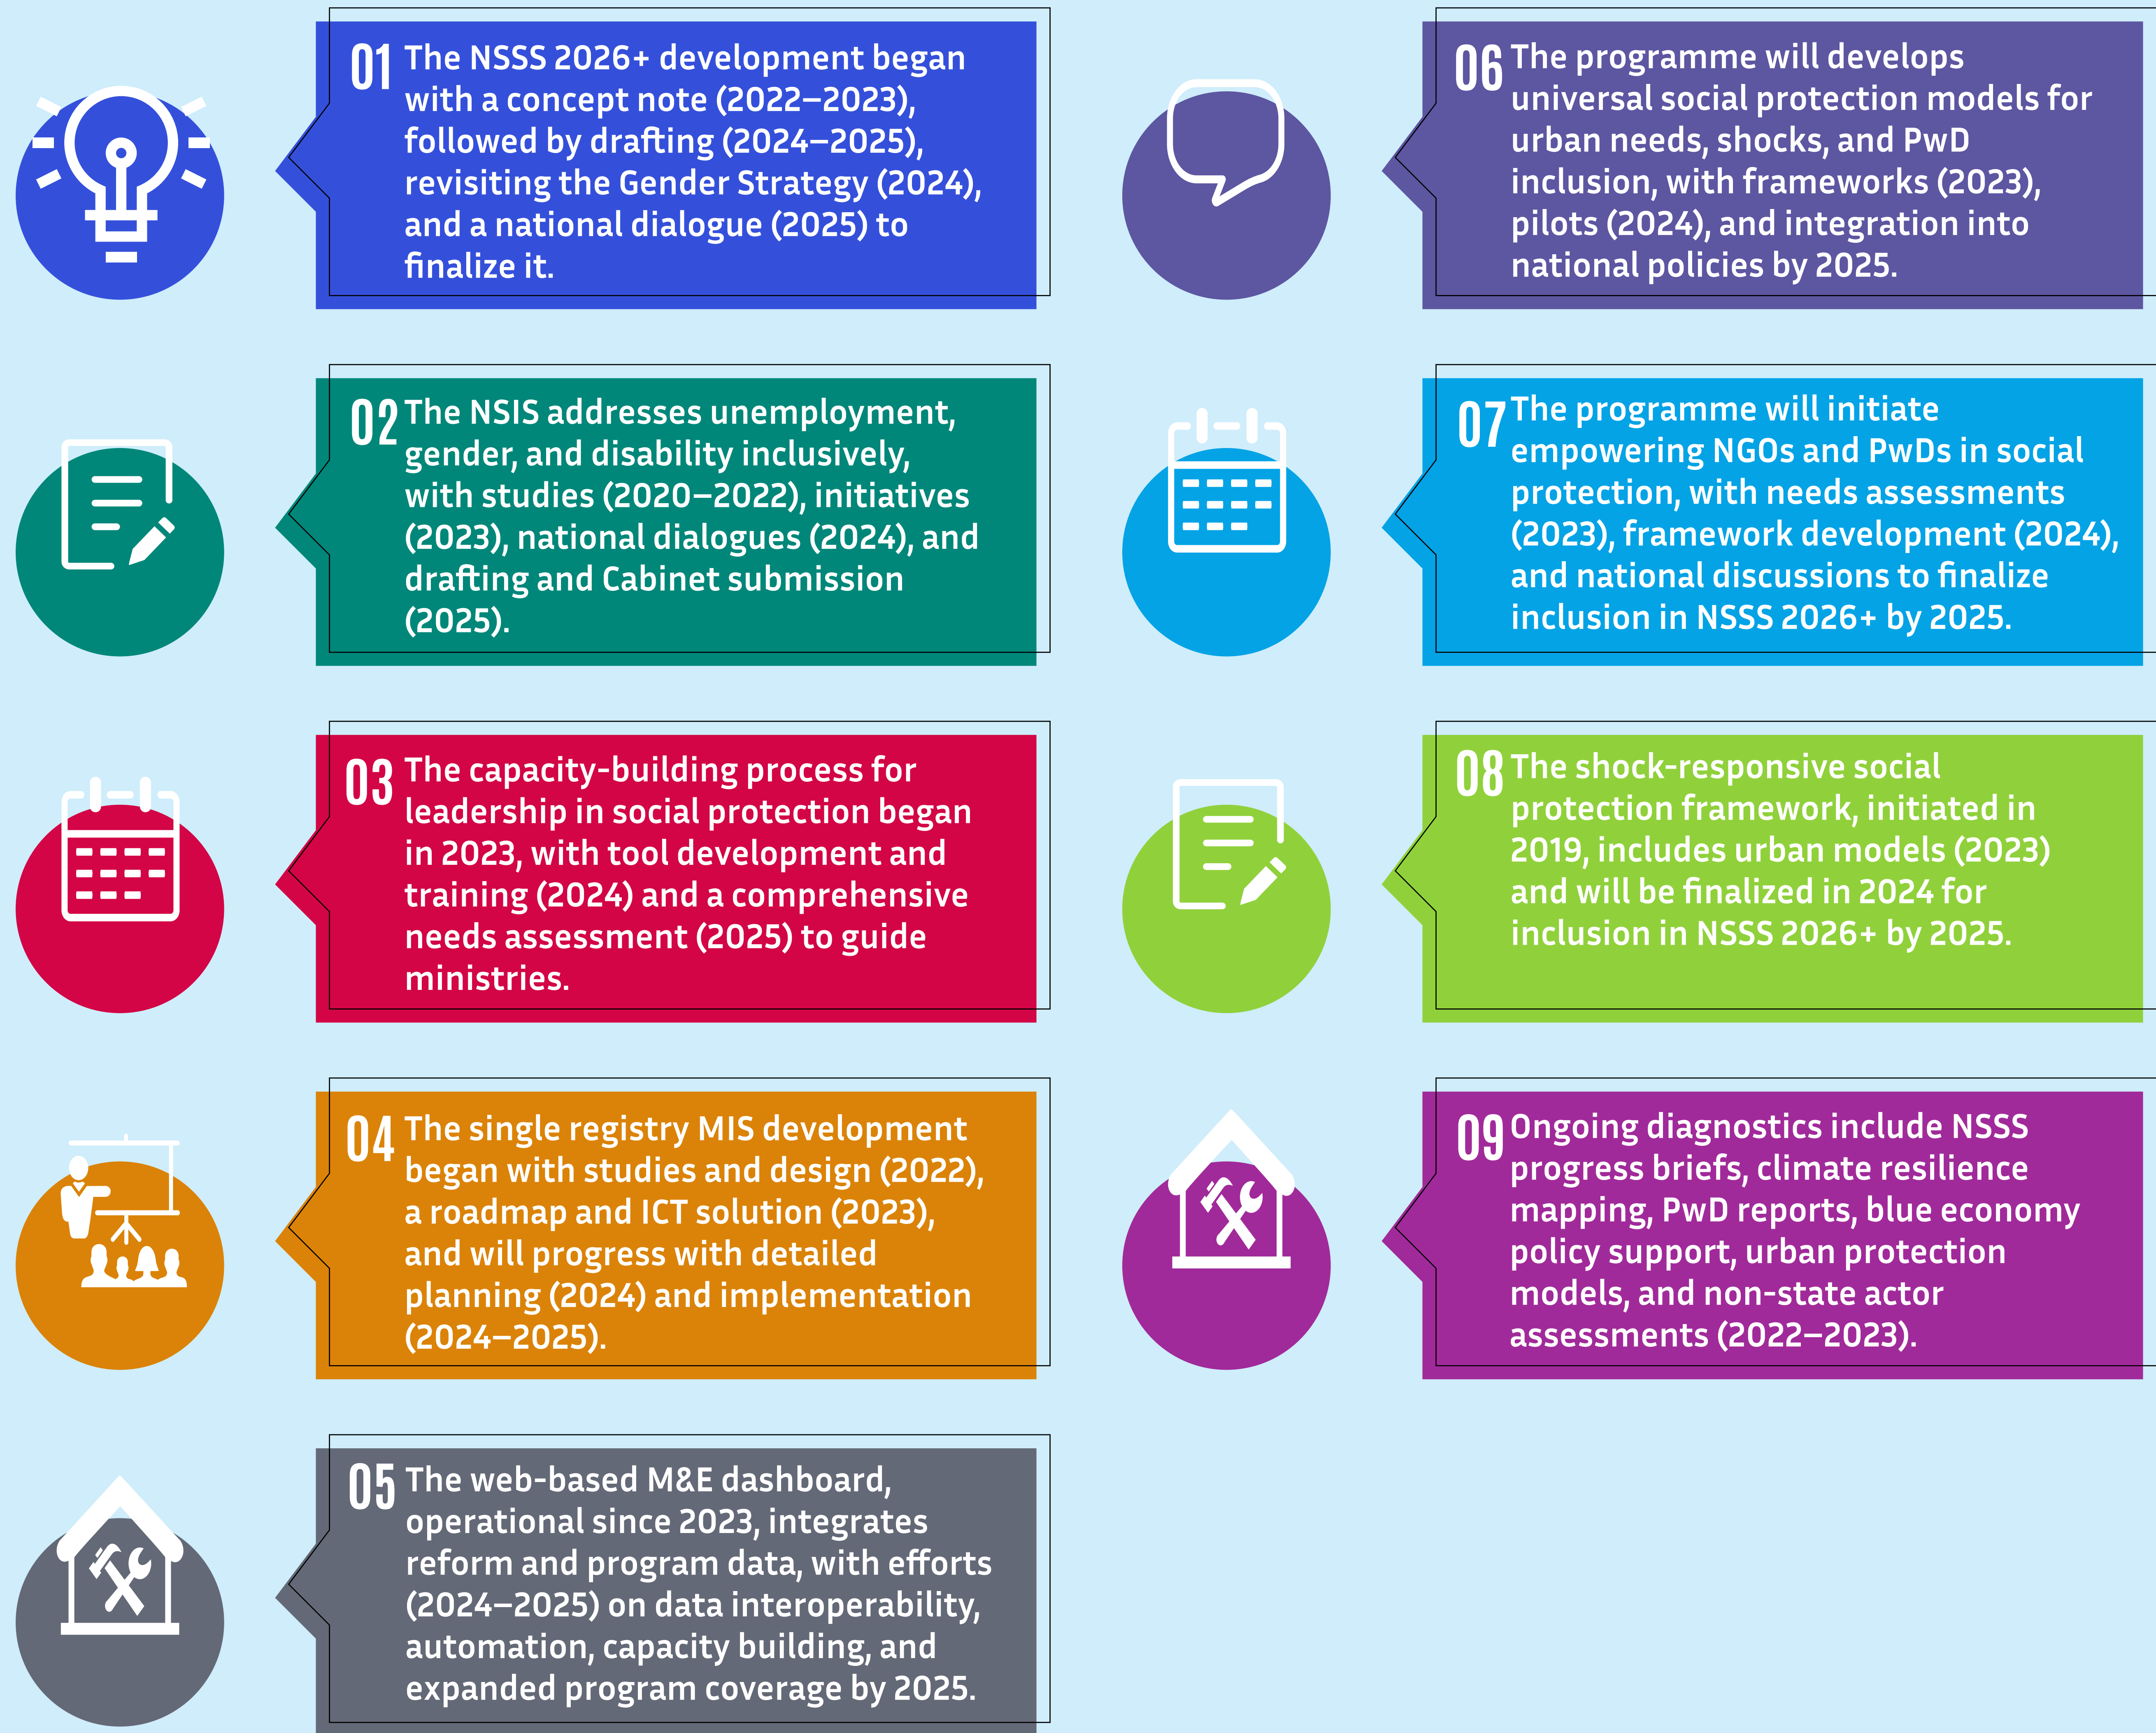 01
The NSSS 2026+ development began
with a concept note (2022–2023),
followed by drafting (2024–2025),
revisiting the Gender Strategy (2024),
and a national dialogue (2025) to
finalize it.
02
The NSIS addresses unemployment,
gender, and disability inclusively,
with studies (2020–2022), initiatives
(2023), national dialogues (2024), and
drafting and Cabinet submission
(2025).
03
The capacity-building process for
leadership in social protection began
in 2023, with tool development and
training (2024) and a comprehensive
needs assessment (2025) to guide
ministries.
04
The single registry MIS development
began with studies and design (2022),
a roadmap and ICT solution (2023),
and will progress with detailed
planning (2024) and implementation
(2024–2025).
05
The web-based M&E dashboard,
operational since 2023, integrates
reform and program data, with efforts
(2024–2025) on data interoperability,
automation, capacity building, and
expanded program coverage by 2025.
06
The programme will develops
universal social protection models for
urban needs, shocks, and PwD
inclusion, with frameworks (2023),
pilots (2024), and integration into
national policies by 2025.
07
The programme will initiate
empowering NGOs and PwDs in social
protection, with needs assessments
(2023), framework development (2024),
and national discussions to finalize
inclusion in NSSS 2026+ by 2025.
08
The shock-responsive social
protection framework, initiated in
2019, includes urban models (2023)
and will be finalized in 2024 for
inclusion in NSSS 2026+ by 2025.
09
Ongoing diagnostics include NSSS
progress briefs, climate resilience
mapping, PwD reports, blue economy
policy support, urban protection
models, and non-state actor
assessments (2022–2023).